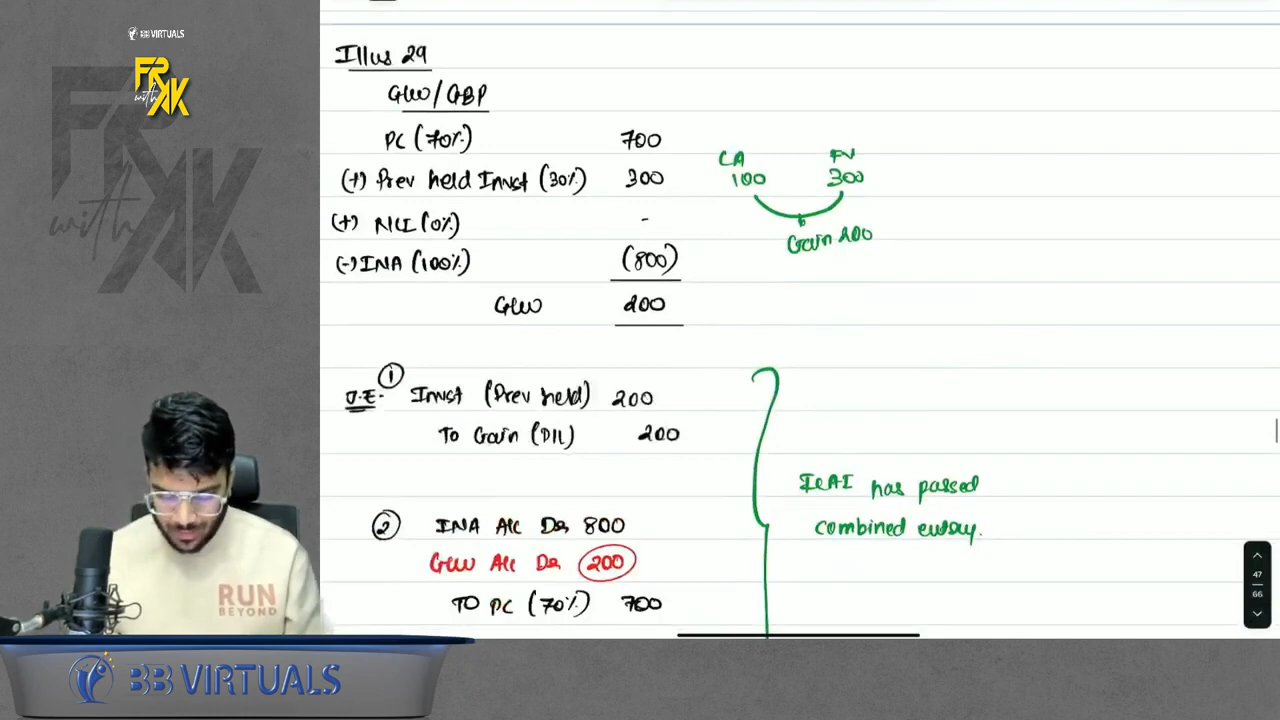 BB VIRTUALS
FR
with
AK
Illus 29
GW/GBP
PC (70%) 700
(+) Prev held Invst (30%) 300
(+) NCI (0%) -
(-) INA (100%) (800)
GW 200
CA FV
100 300
Gain 200
J.E. ① Invst (Prev held) 200
To Gain (P/L) 200
② INA A/c Dr 800
GW A/c Dr 200
TO PC (70%) 700
ICAI has passed
combined entry.
47
66
RUN
BEYOND
BB VIRTUALS